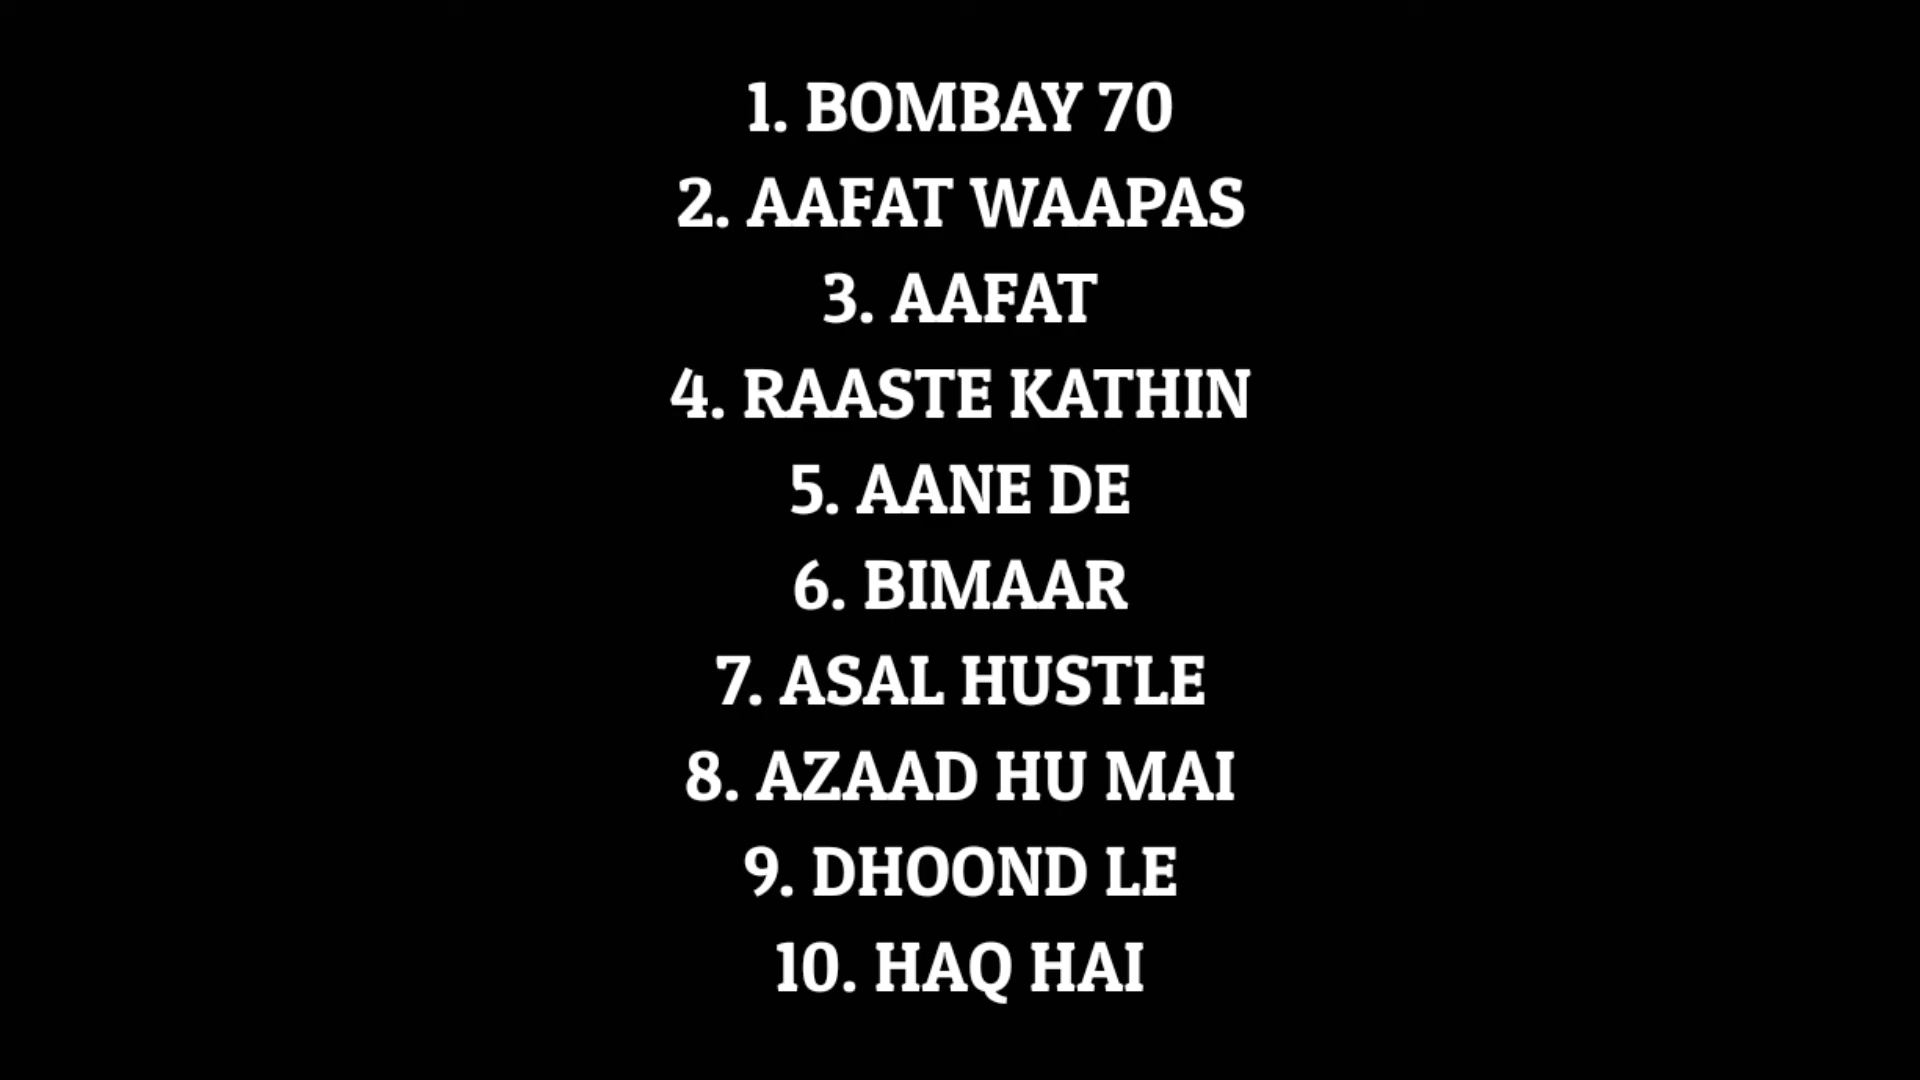 1. BOMBAY 70
2. AAFAT WAAPAS
3. AAFAT
4. RAASTE KATHIN
5. AANE DE
6. BIMAAR
7. ASAL HUSTLE
8. AZAAD HU MAI
9. DHOOND LE
10. HAQ HAI